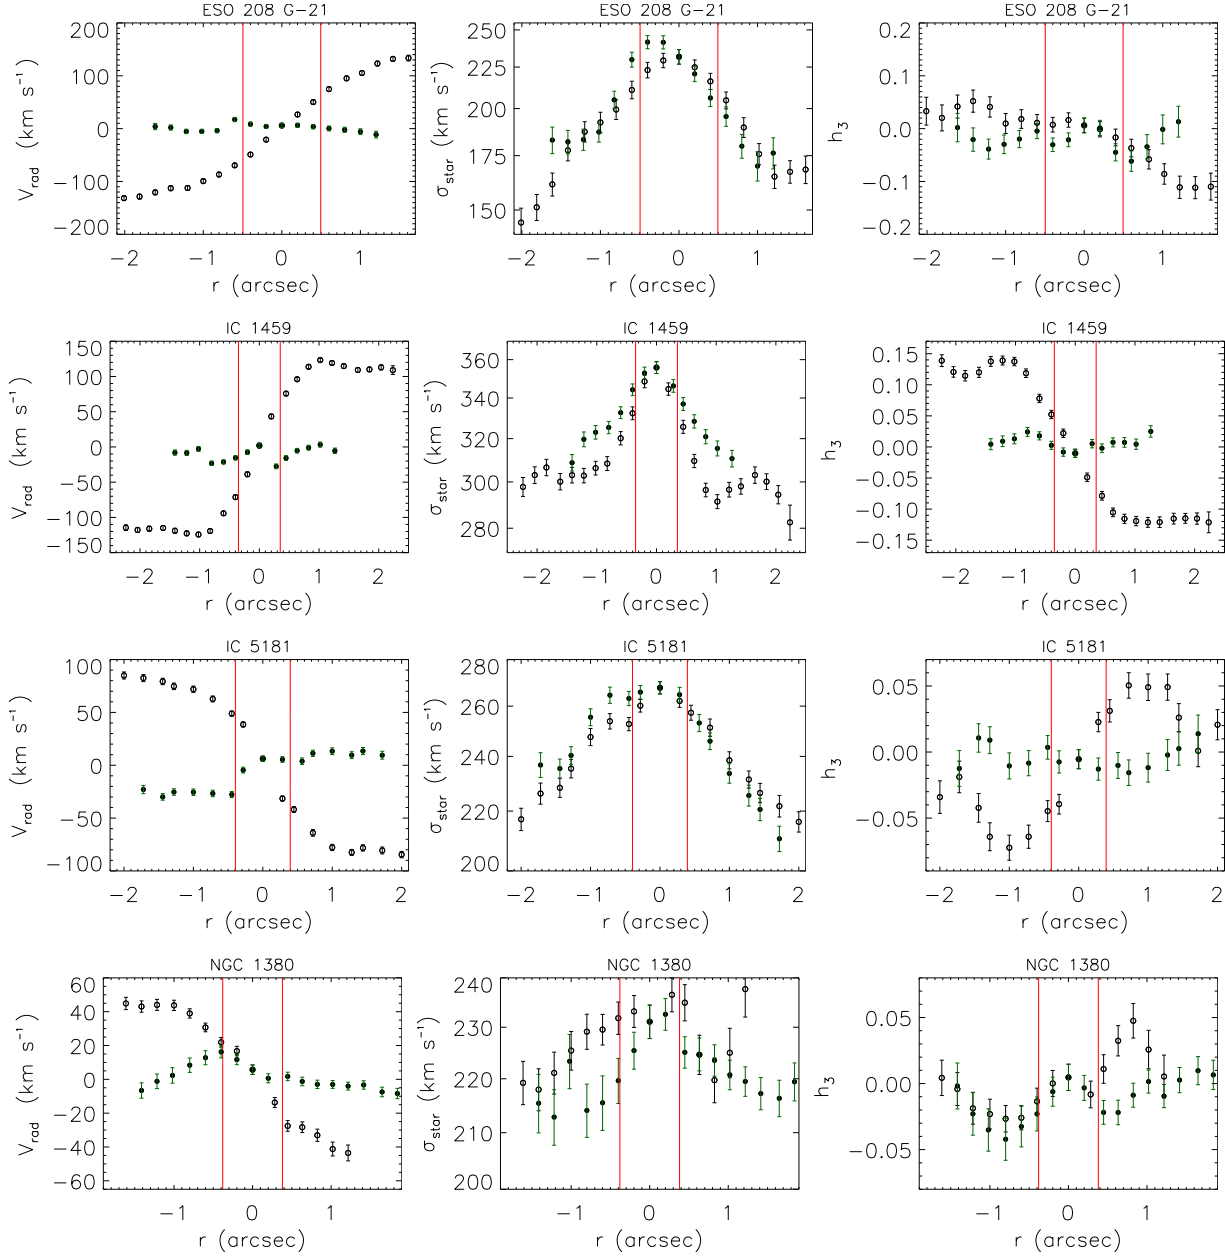 ESO 208 G-21
ESO 208 G-21
ESO 208 G-21
200
100
0
−100
−200
V_rad (km s⁻¹)
−2 −1 0 1
r (arcsec)
250
225
200
175
150
σ_star (km s⁻¹)
−2 −1 0 1
r (arcsec)
0.2
0.1
0.0
−0.1
0.2
h₃
−2 −1 0 1
r (arcsec)
IC 1459
IC 1459
IC 1459
150
100
50
0
−50
−100
−150
V_rad (km s⁻¹)
−2 −1 0 1 2
r (arcsec)
360
340
320
300
280
σ_star (km s⁻¹)
−2 −1 0 1 2
r (arcsec)
0.15
0.10
0.05
0.00
−0.05
−0.10
−0.15
h₃
−2 −1 0 1 2
r (arcsec)
IC 5181
IC 5181
IC 5181
100
50
0
−50
−100
V_rad (km s⁻¹)
−2 −1 0 1 2
r (arcsec)
280
260
240
220
200
σ_star (km s⁻¹)
−2 −1 0 1 2
r (arcsec)
0.05
0.00
−0.05
h₃
−2 −1 0 1 2
r (arcsec)
NGC 1380
NGC 1380
NGC 1380
60
40
20
0
−20
−40
−60
V_rad (km s⁻¹)
−1 0 1
r (arcsec)
240
230
220
210
200
σ_star (km s⁻¹)
−1 0 1
r (arcsec)
0.05
0.00
−0.05
h₃
−1 0 1
r (arcsec)